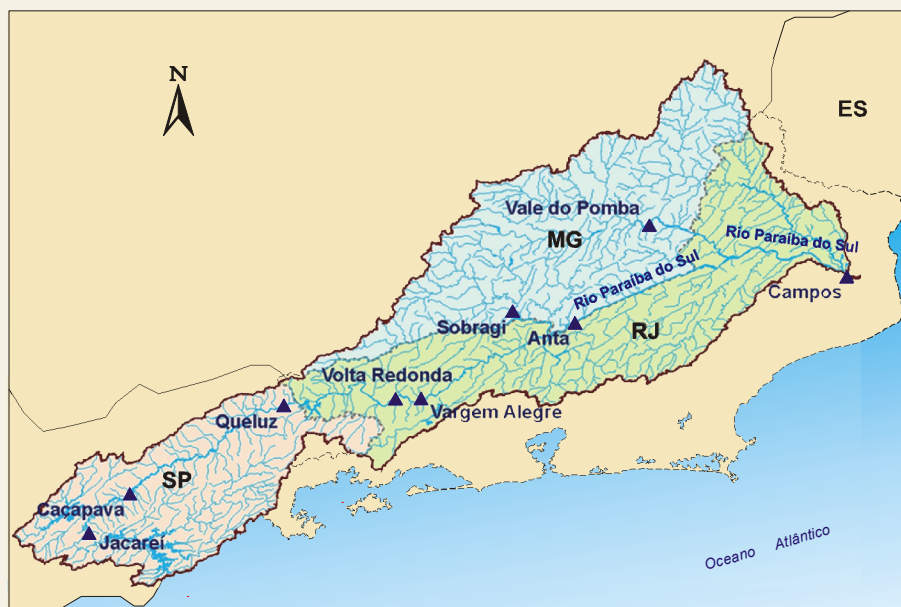 N
ES
Vale do Pomba
MG
Rio Paraíba do Sul
Rio Paraíba do Sul
Campos
Sobragi
Anta
RJ
Volta Redonda
Vargem Alegre
Queluz
SP
Caçapava
Jacareí
Oceano Atlântico